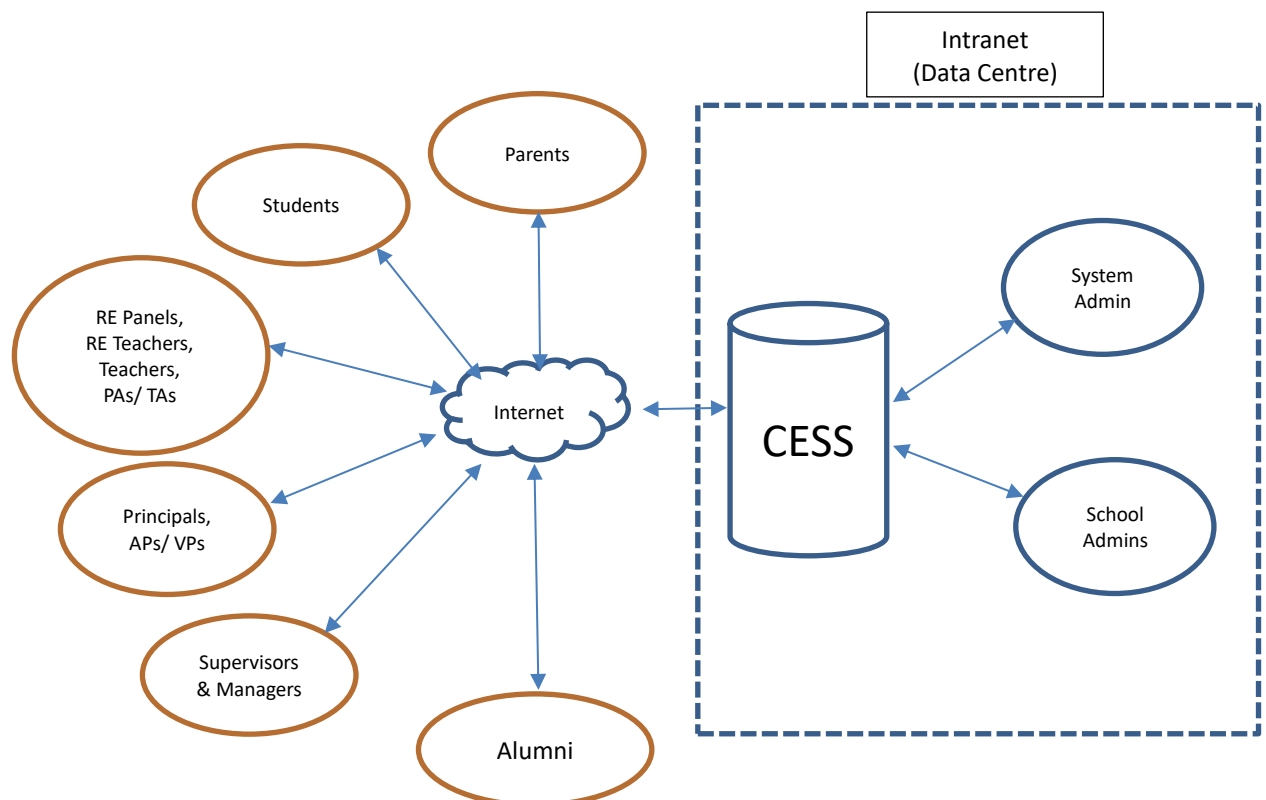 Intranet
(Data Centre)
Parents
Students
RE Panels,
RE Teachers,
Teachers,
PAs/ TAs
Internet
Principals,
APs/ VPs
Supervisors
& Managers
Alumni
CESS
System
Admin
School
Admins